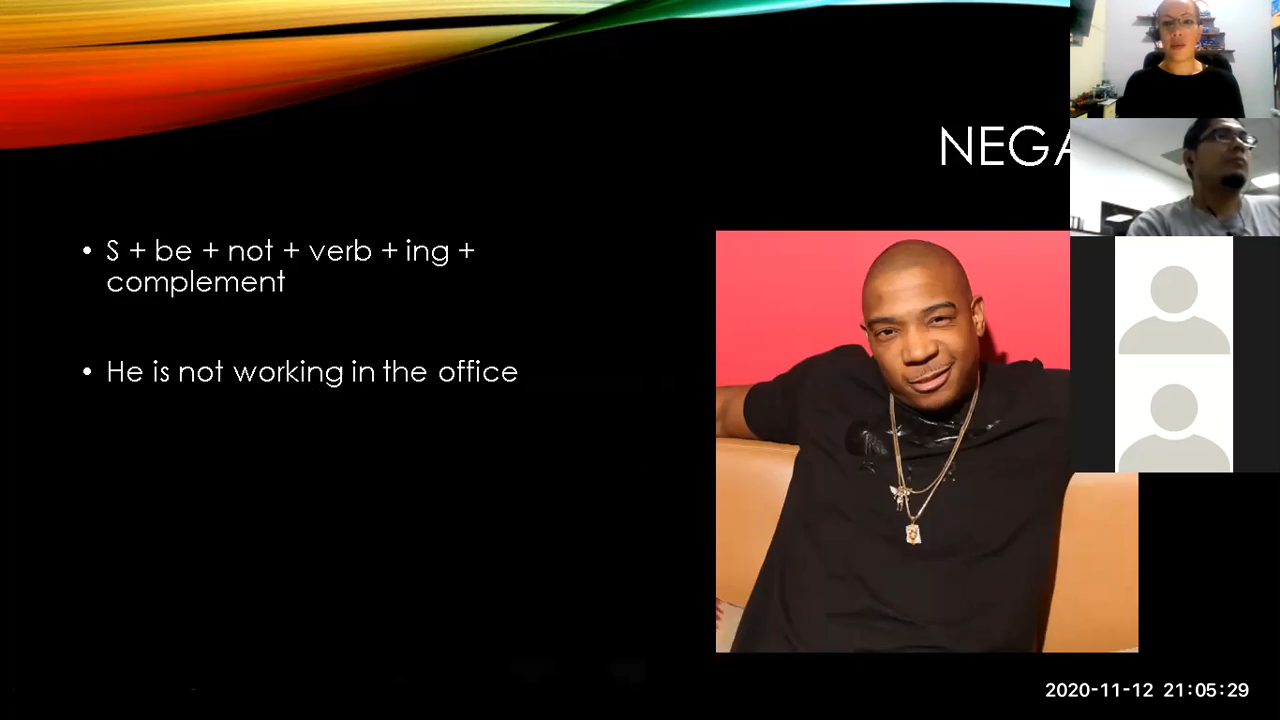 NEGA
• S + be + not + verb + ing +
complement
• He is not working in the office
2020-11-12 21:05:29